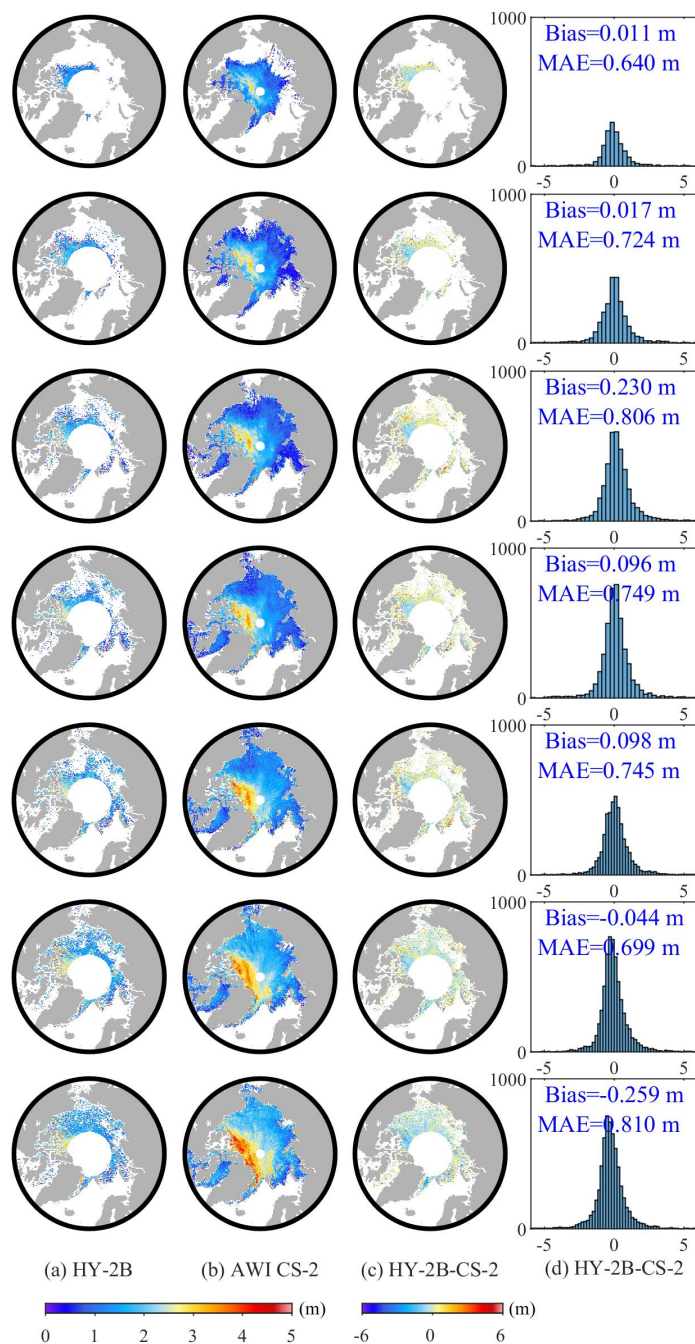 1000
Bias=0.011 m
MAE=0.640 m
0
-5 0 5
1000
Bias=0.017 m
MAE=0.724 m
0
-5 0 5
1000
Bias=0.230 m
MAE=0.806 m
0
-5 0 5
1000
Bias=0.096 m
MAE=0.749 m
0
-5 0 5
1000
Bias=0.098 m
MAE=0.745 m
0
-5 0 5
1000
Bias=-0.044 m
MAE=0.699 m
0
-5 0 5
1000
Bias=-0.259 m
MAE=0.810 m
0
-5 0 5
(a) HY-2B (b) AWI CS-2 (c) HY-2B-CS-2 (d) HY-2B-CS-2
(m) (m)
0 1 2 3 4 5 -6 0 6